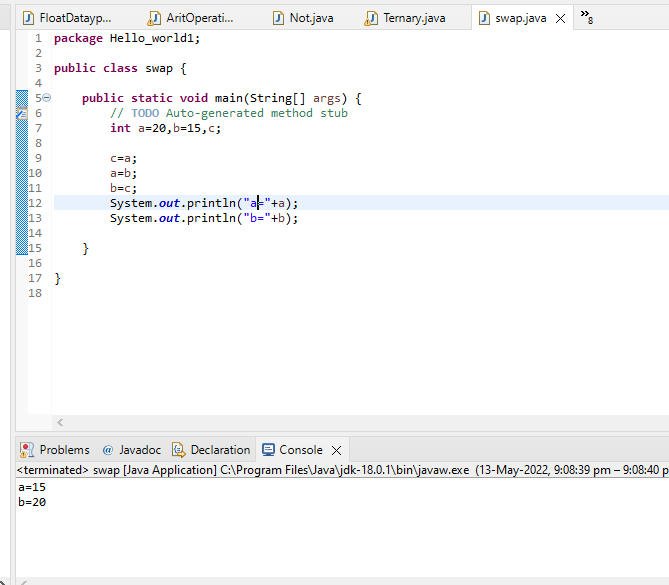 FloatDatayp... AritOperati... Not.java Ternary.java swap.java »8
1 package Hello_world1;
2
3 public class swap {
4
5 public static void main(String[] args) {
6 // TODO Auto-generated method stub
7 int a=20,b=15,c;
8
9 c=a;
10 a=b;
11 b=c;
12 System.out.println("a="+a);
13 System.out.println("b="+b);
14
15 }
16
17 }
18
Problems @ Javadoc Declaration Console
<terminated> swap [Java Application] C:\Program Files\Java\jdk-18.0.1\bin\javaw.exe (13-May-2022, 9:08:39 pm – 9:08:40 p
a=15
b=20